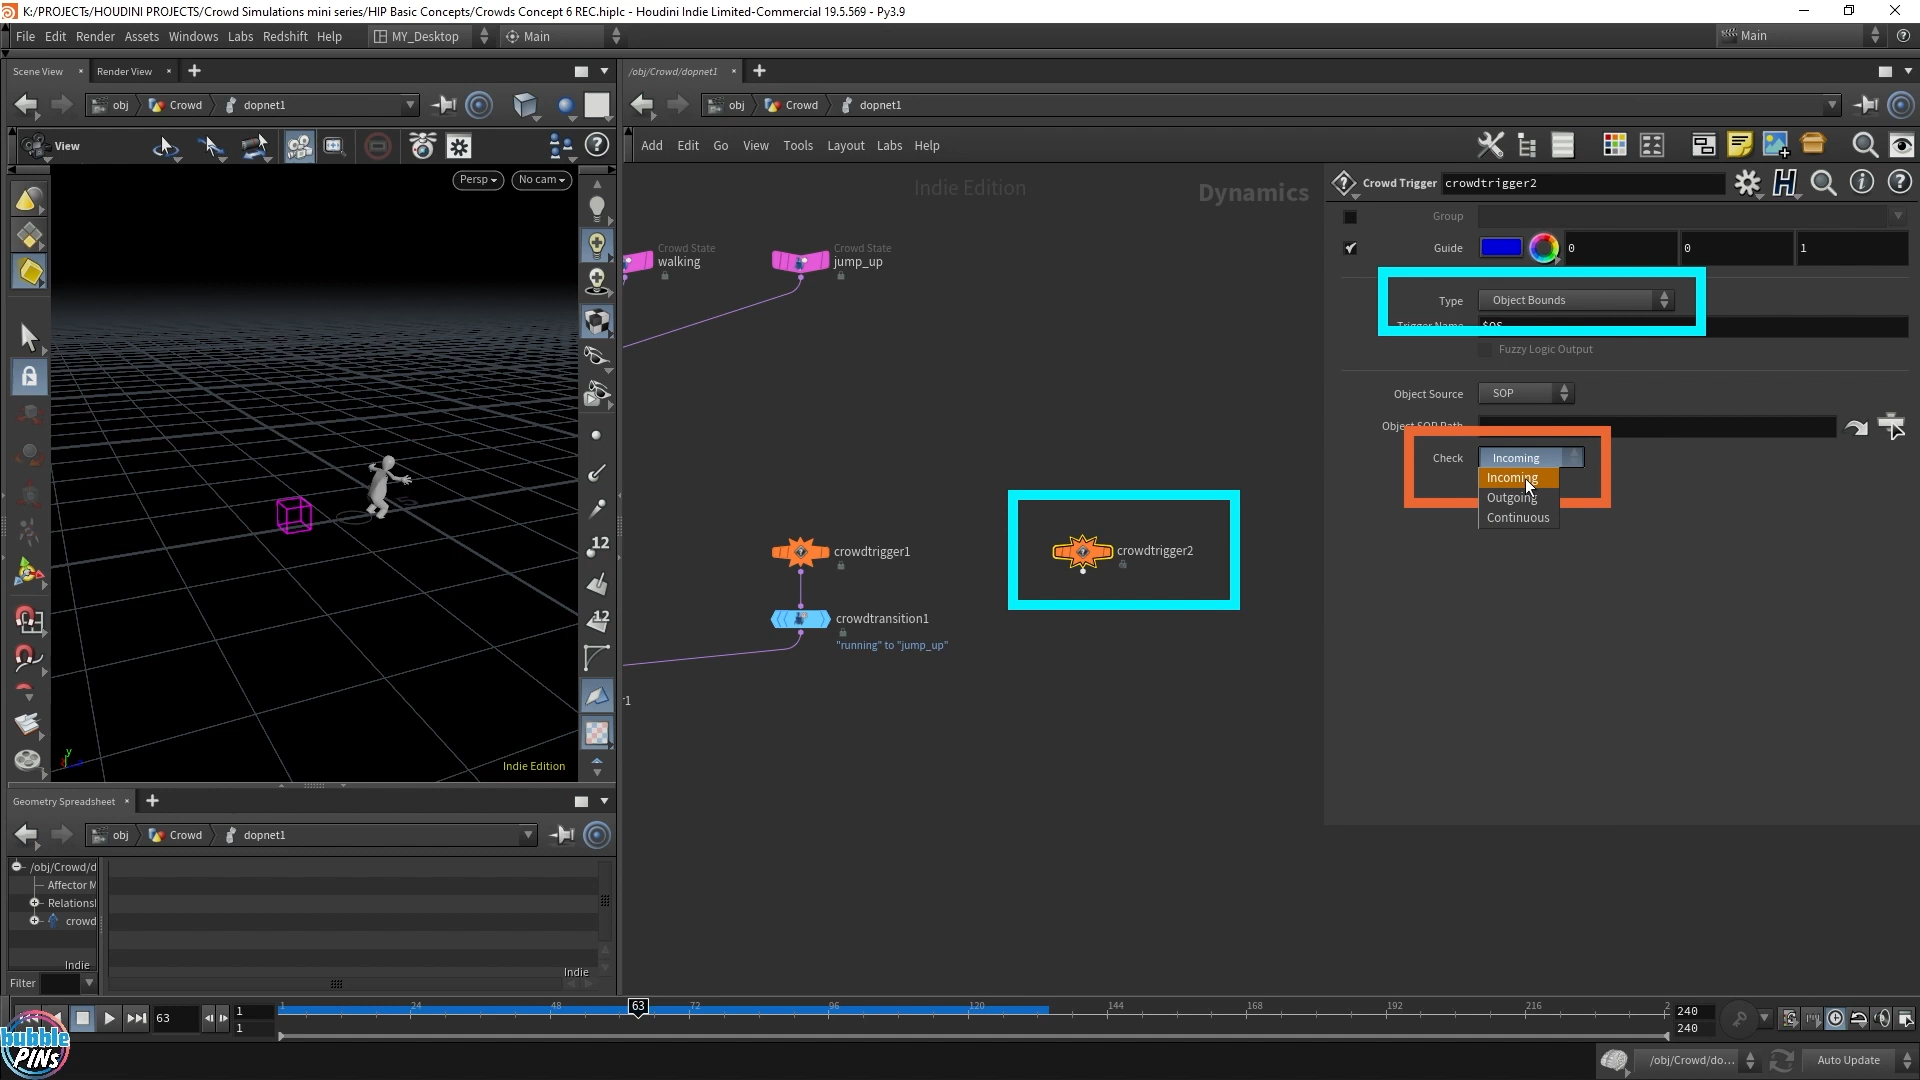 K:/PROJECTs/HOUDINI PROJECTS/Crowd Simulations mini series/HIP Basic Concepts/Crowds Concept 6 REC.hiplc - Houdini Indie Limited-Commercial 19.5.569 - Py3.9
File Edit Render Assets Windows Labs Redshift Help MY_Desktop Main Main
Scene View Render View /obj/Crowd/dopnet1
obj Crowd dopnet1 obj Crowd dopnet1
View Add Edit Go View Tools Layout Labs Help
Persp No cam
Indie Edition Dynamics
Crowd Trigger crowdtrigger2
Group
Guide 0 0 1
Crowd State walking
Crowd State jump_up
Type Object Bounds
Trigger Name $OS
Fuzzy Logic Output
Object Source SOP
Object SOP Path
Check Incoming
Incoming
Outgoing
Continuous
crowdtrigger1
crowdtrigger2
crowdtransition1
"running" to "jump_up"
12
12
y
Indie Edition
Geometry Spreadsheet
obj Crowd dopnet1
/obj/Crowd/d
Affector M
Relations
crowd
Indie
Indie
Filter
63 1 1
1 24 48 63 72 96 120 144 168 192 216 2
240
240
bubble
PiNs
/obj/Crowd/do... Auto Update